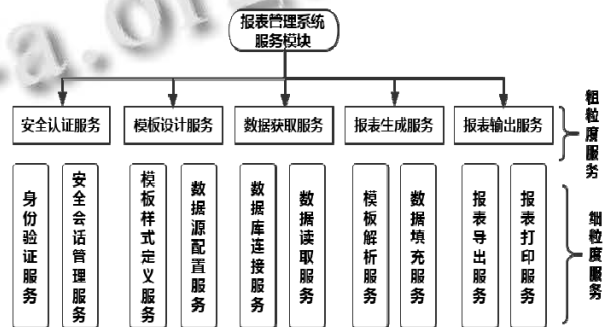 报表管理系统
服务模块
安全认证服务
模板设计服务
数据获取服务
报表生成服务
报表输出服务
粗粒度服务
身份验证服务
安全会话管理服务
模板样式定义服务
数据源配置服务
数据库连接服务
数据读取服务
模板解析服务
数据填充服务
报表导出服务
报表打印服务
细粒度服务